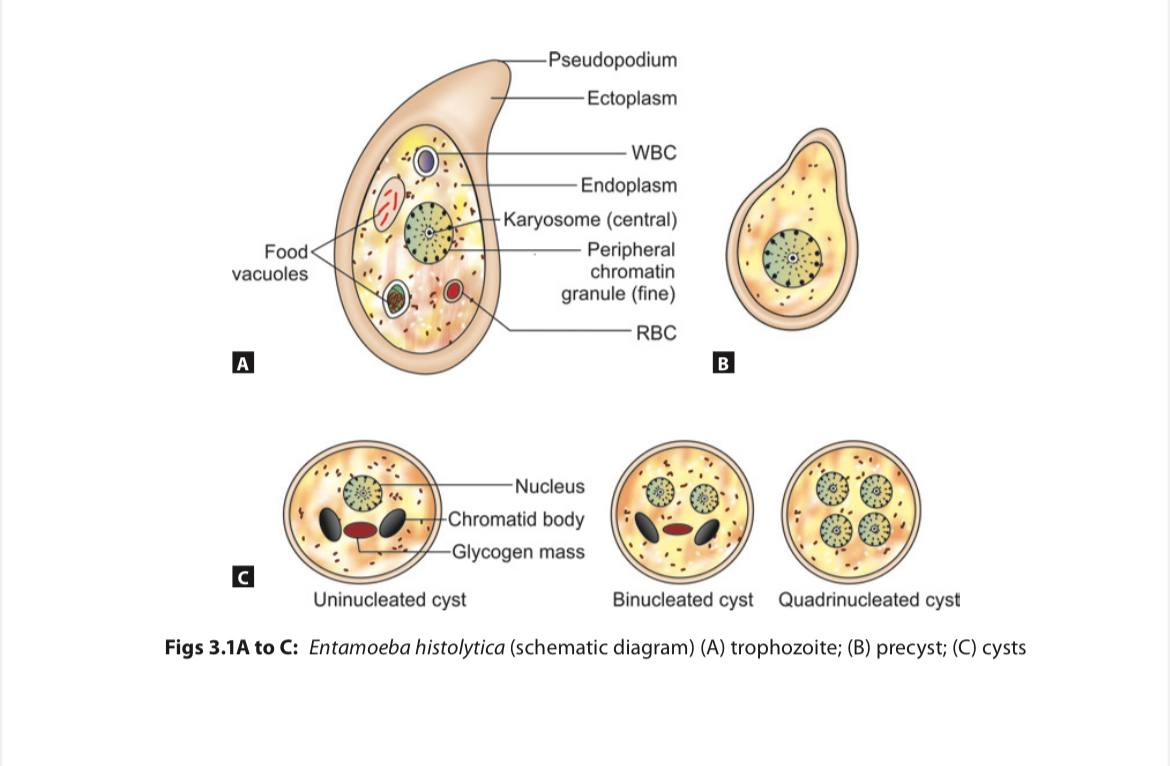 Pseudopodium
Ectoplasm
WBC
Endoplasm
Karyosome (central)
Peripheral
chromatin
granule (fine)
RBC
Food
vacuoles
A
B
Nucleus
Chromatid body
Glycogen mass
C
Uninucleated cyst
Binucleated cyst
Quadrinucleated cyst
Figs 3.1A to C: Entamoeba histolytica (schematic diagram) (A) trophozoite; (B) precyst; (C) cysts